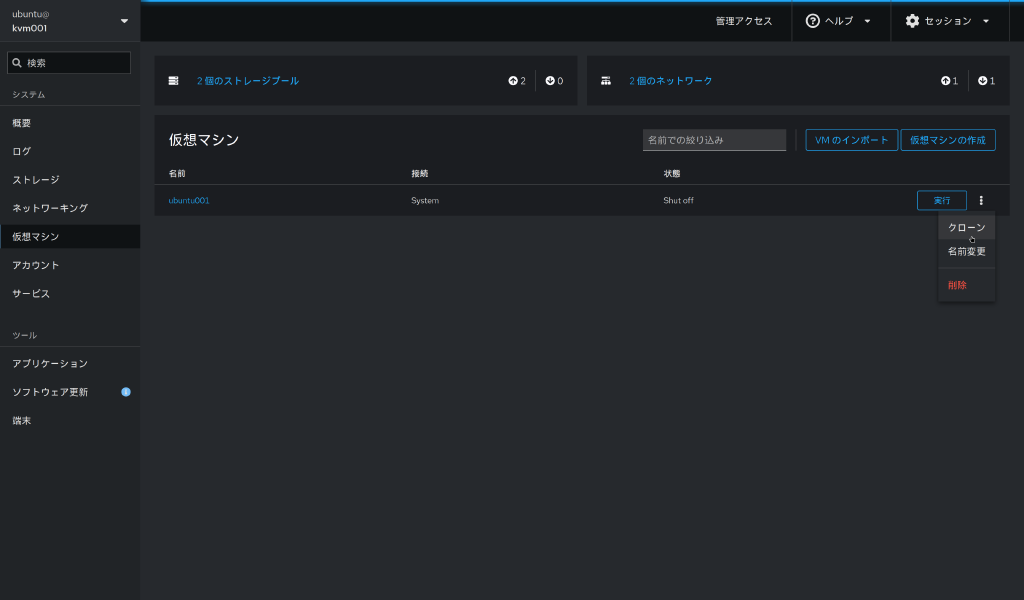 ubuntu@
kvm001
管理アクセス
ヘルプ
セッション
検索
システム
概要
ログ
ストレージ
ネットワーキング
仮想マシン
アカウント
サービス
ツール
アプリケーション
ソフトウェア更新
端末
2 個のストレージプール
2
0
2 個のネットワーク
1
1
仮想マシン
名前での絞り込み
VM のインポート
仮想マシンの作成
名前 接続 状態
ubuntu001 System Shut off 実行
クローン
名前変更
削除